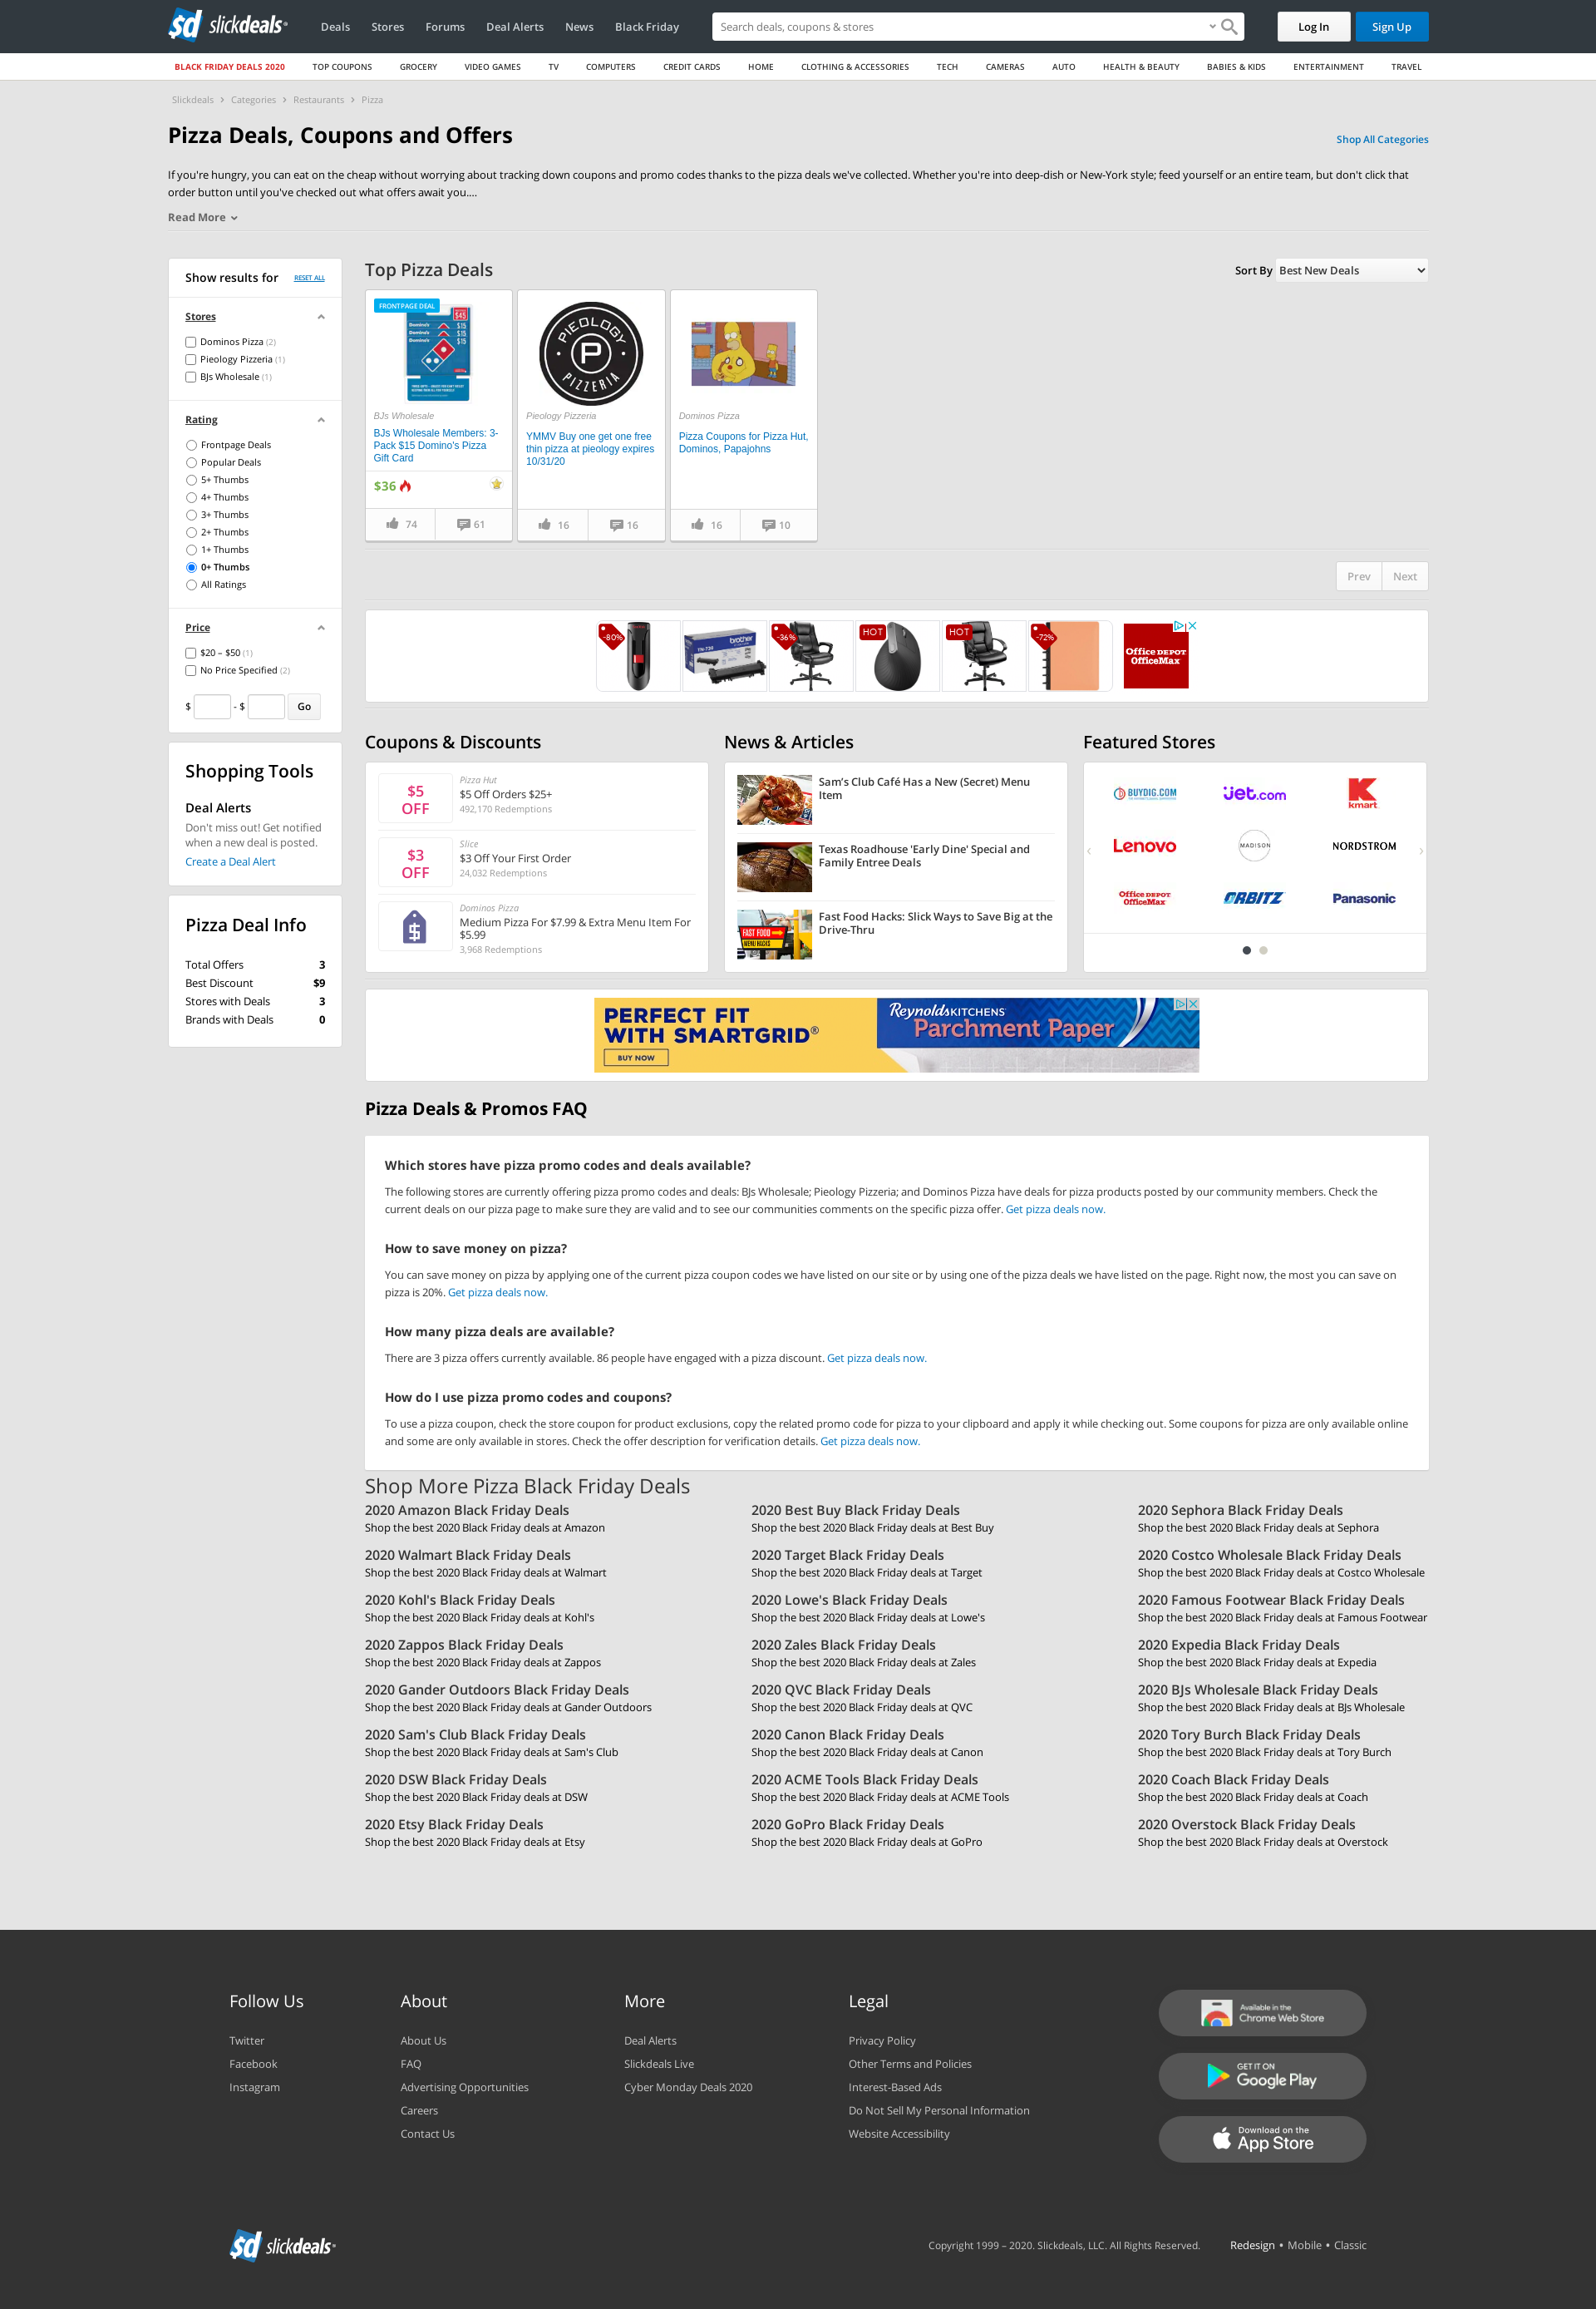 sd slickdeals
Deals Stores Forums Deal Alerts News Black Friday
Search deals, coupons & stores
Log In
Sign Up
BLACK FRIDAY DEALS 2020 TOP COUPONS GROCERY VIDEO GAMES TV COMPUTERS CREDIT CARDS HOME CLOTHING & ACCESSORIES TECH CAMERAS AUTO HEALTH & BEAUTY BABIES & KIDS ENTERTAINMENT TRAVEL
Slickdeals › Categories › Restaurants › Pizza
Pizza Deals, Coupons and Offers
Shop All Categories
If you're hungry, you can eat on the cheap without worrying about tracking down coupons and promo codes thanks to the pizza deals we've collected. Whether you're into deep-dish or New-York style; feed yourself or an entire team, but don't click that
order button until you've checked out what offers await you....
Read More
Show results for RESET ALL
Stores
Dominos Pizza (2)
Pieology Pizzeria (1)
BJs Wholesale (1)
Rating
Frontpage Deals
Popular Deals
5+ Thumbs
4+ Thumbs
3+ Thumbs
2+ Thumbs
1+ Thumbs
0+ Thumbs
All Ratings
Price
$20 – $50 (1)
No Price Specified (2)
$ - $ Go
Shopping Tools
Deal Alerts
Don't miss out! Get notified
when a new deal is posted.
Create a Deal Alert
Pizza Deal Info
Total Offers 3
Best Discount $9
Stores with Deals 3
Brands with Deals 0
Top Pizza Deals
Sort By Best New Deals
FRONTPAGE DEAL
$45
Domino's $15
$15
$15
BJs Wholesale
BJs Wholesale Members: 3-
Pack $15 Domino's Pizza
Gift Card
$36
74 61
PIEOLOGY
P
PIZZERIA
Pieology Pizzeria
YMMV Buy one get one free
thin pizza at pieology expires
10/31/20
16 16
Dominos Pizza
Pizza Coupons for Pizza Hut,
Dominos, Papajohns
16 10
Prev Next
-80%
brother
-36%
HOT
HOT
-72%
Office DEPOT
OfficeMax
Coupons & Discounts
$5
OFF
Pizza Hut
$5 Off Orders $25+
492,170 Redemptions
$3
OFF
Slice
$3 Off Your First Order
24,032 Redemptions
$
Dominos Pizza
Medium Pizza For $7.99 & Extra Menu Item For
$5.99
3,968 Redemptions
News & Articles
Sam's Club Café Has a New (Secret) Menu
Item
Texas Roadhouse 'Early Dine' Special and
Family Entree Deals
FAST FOOD
MENU HACKS
Fast Food Hacks: Slick Ways to Save Big at the
Drive-Thru
Featured Stores
BUYDIG.COM
jet.com
K
kmart
Lenovo
MADISON
NORDSTROM
Office DEPOT
OfficeMax
ORBITZ
Panasonic
PERFECT FIT
WITH SMARTGRID®
BUY NOW
Reynolds KITCHENS
Parchment Paper
Pizza Deals & Promos FAQ
Which stores have pizza promo codes and deals available?
The following stores are currently offering pizza promo codes and deals: BJs Wholesale; Pieology Pizzeria; and Dominos Pizza have deals for pizza products posted by our community members. Check the
current deals on our pizza page to make sure they are valid and to see our communities comments on the specific pizza offer. Get pizza deals now.
How to save money on pizza?
You can save money on pizza by applying one of the current pizza coupon codes we have listed on our site or by using one of the pizza deals we have listed on the page. Right now, the most you can save on
pizza is 20%. Get pizza deals now.
How many pizza deals are available?
There are 3 pizza offers currently available. 86 people have engaged with a pizza discount. Get pizza deals now.
How do I use pizza promo codes and coupons?
To use a pizza coupon, check the store coupon for product exclusions, copy the related promo code for pizza to your clipboard and apply it while checking out. Some coupons for pizza are only available online
and some are only available in stores. Check the offer description for verification details. Get pizza deals now.
Shop More Pizza Black Friday Deals
2020 Amazon Black Friday Deals
Shop the best 2020 Black Friday deals at Amazon
2020 Best Buy Black Friday Deals
Shop the best 2020 Black Friday deals at Best Buy
2020 Sephora Black Friday Deals
Shop the best 2020 Black Friday deals at Sephora
2020 Walmart Black Friday Deals
Shop the best 2020 Black Friday deals at Walmart
2020 Target Black Friday Deals
Shop the best 2020 Black Friday deals at Target
2020 Costco Wholesale Black Friday Deals
Shop the best 2020 Black Friday deals at Costco Wholesale
2020 Kohl's Black Friday Deals
Shop the best 2020 Black Friday deals at Kohl's
2020 Lowe's Black Friday Deals
Shop the best 2020 Black Friday deals at Lowe's
2020 Famous Footwear Black Friday Deals
Shop the best 2020 Black Friday deals at Famous Footwear
2020 Zappos Black Friday Deals
Shop the best 2020 Black Friday deals at Zappos
2020 Zales Black Friday Deals
Shop the best 2020 Black Friday deals at Zales
2020 Expedia Black Friday Deals
Shop the best 2020 Black Friday deals at Expedia
2020 Gander Outdoors Black Friday Deals
Shop the best 2020 Black Friday deals at Gander Outdoors
2020 QVC Black Friday Deals
Shop the best 2020 Black Friday deals at QVC
2020 BJs Wholesale Black Friday Deals
Shop the best 2020 Black Friday deals at BJs Wholesale
2020 Sam's Club Black Friday Deals
Shop the best 2020 Black Friday deals at Sam's Club
2020 Canon Black Friday Deals
Shop the best 2020 Black Friday deals at Canon
2020 Tory Burch Black Friday Deals
Shop the best 2020 Black Friday deals at Tory Burch
2020 DSW Black Friday Deals
Shop the best 2020 Black Friday deals at DSW
2020 ACME Tools Black Friday Deals
Shop the best 2020 Black Friday deals at ACME Tools
2020 Coach Black Friday Deals
Shop the best 2020 Black Friday deals at Coach
2020 Etsy Black Friday Deals
Shop the best 2020 Black Friday deals at Etsy
2020 GoPro Black Friday Deals
Shop the best 2020 Black Friday deals at GoPro
2020 Overstock Black Friday Deals
Shop the best 2020 Black Friday deals at Overstock
Follow Us
Twitter
Facebook
Instagram
About
About Us
FAQ
Advertising Opportunities
Careers
Contact Us
More
Deal Alerts
Slickdeals Live
Cyber Monday Deals 2020
Legal
Privacy Policy
Other Terms and Policies
Interest-Based Ads
Do Not Sell My Personal Information
Website Accessibility
Available in the
Chrome Web Store
GET IT ON
Google Play
Download on the
App Store
sd slickdeals
Copyright 1999 – 2020. Slickdeals, LLC. All Rights Reserved.
Redesign • Mobile • Classic